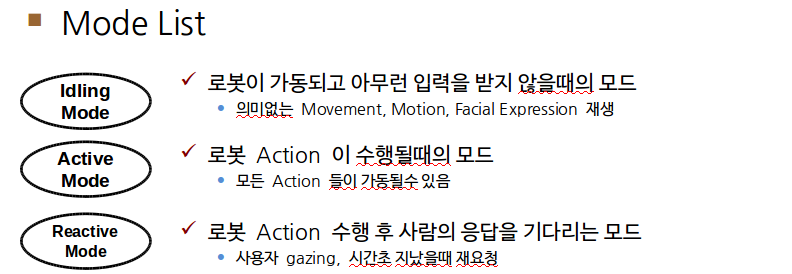 Mode List
Idling
Mode
로봇이 가동되고 아무런 입력을 받지 않을때의 모드
의미없는 Movement, Motion, Facial Expression 재생
Active
Mode
로봇 Action 이 수행될때의 모드
모든 Action 들이 가동될수 있음
Reactive
Mode
로봇 Action 수행 후 사람의 응답을 기다리는 모드
사용자 gazing, 시간초 지났을때 재요청